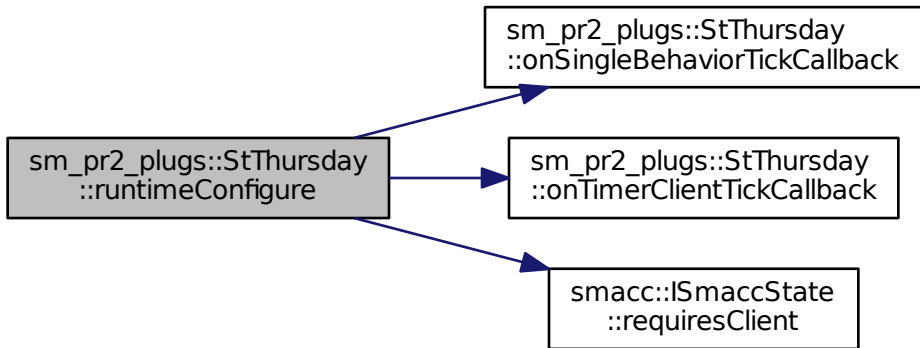 sm_pr2_plugs::StThursday
::runtimeConfigure
sm_pr2_plugs::StThursday
::onSingleBehaviorTickCallback
sm_pr2_plugs::StThursday
::onTimerClientTickCallback
smacc::ISmaccState
::requiresClient